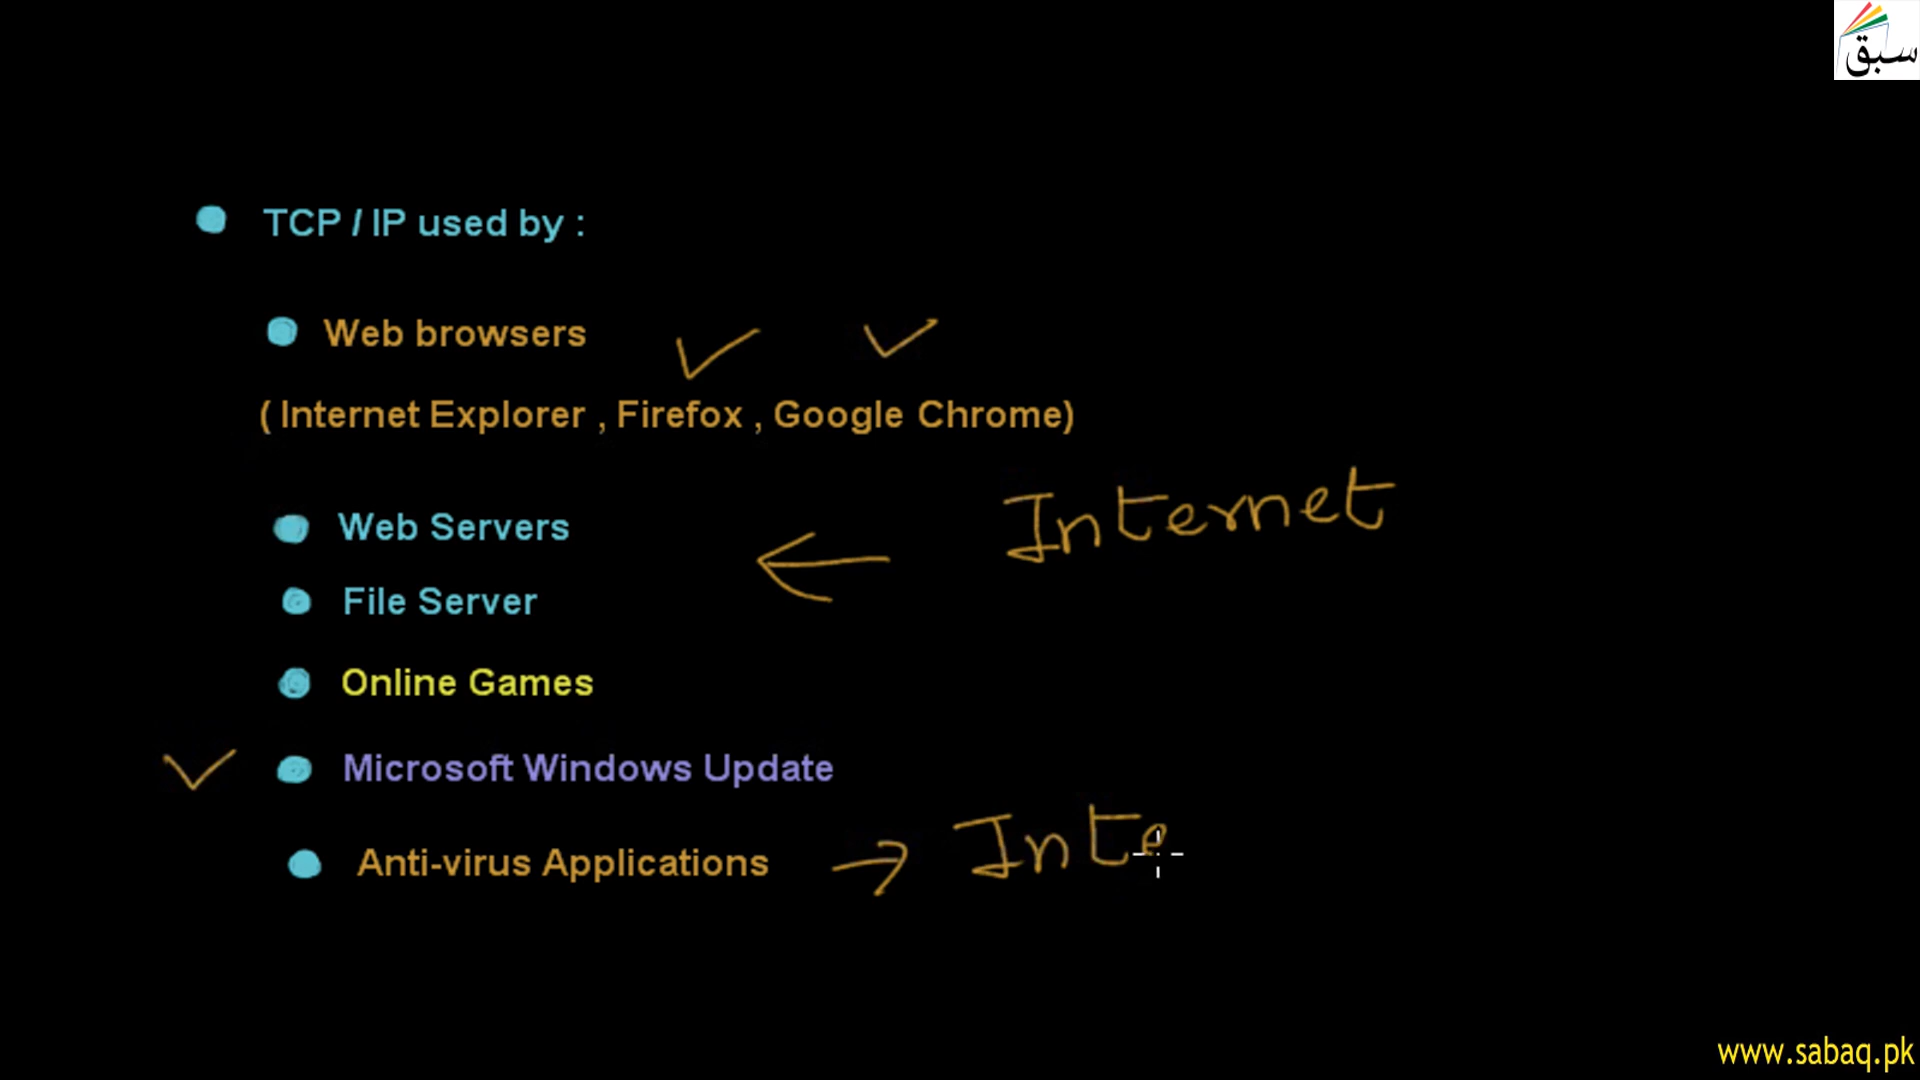 سبق
TCP / IP used by :
Web browsers
( Internet Explorer , Firefox , Google Chrome)
Internet
Web Servers
File Server
Online Games
Microsoft Windows Update
Anti-virus Applications → Inte
www.sabaq.pk